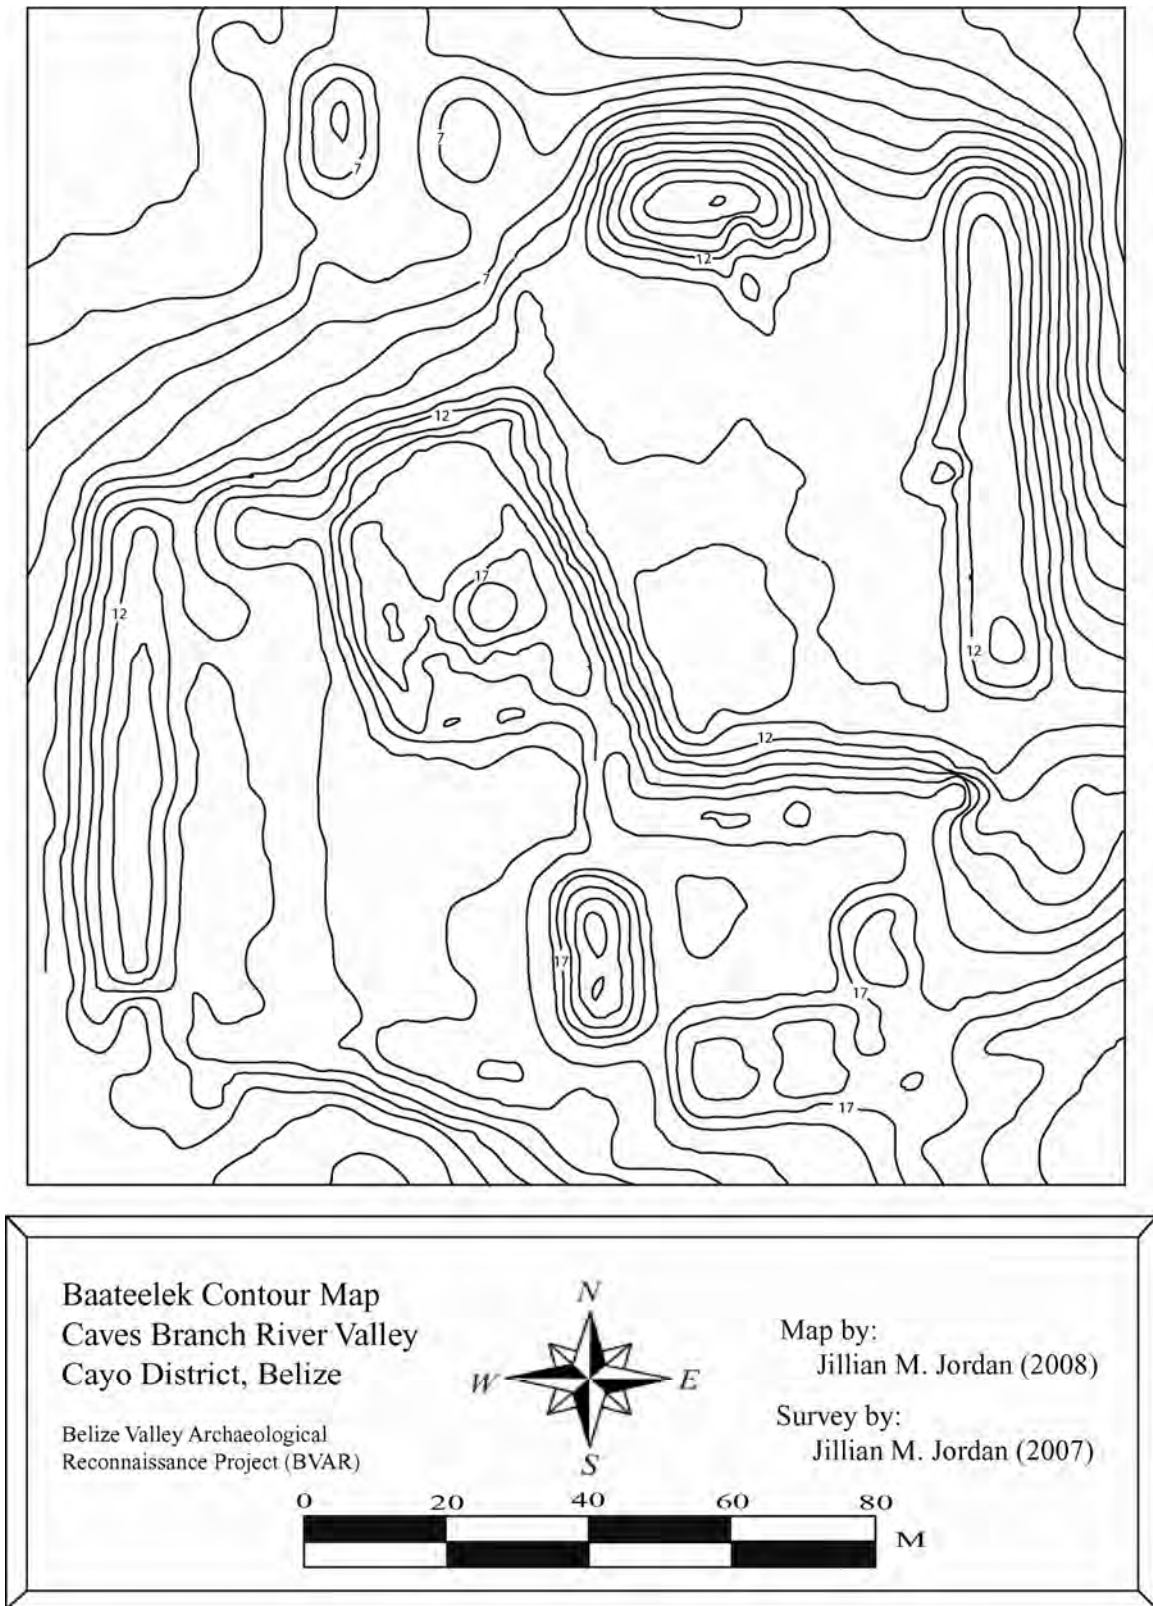 7
7
7
12
12
17
12
12
12
17
17
17
Baateelek Contour Map
Caves Branch River Valley
Cayo District, Belize
Belize Valley Archaeological
Reconnaissance Project (BVAR)
N
W
E
S
Map by:
Jillian M. Jordan (2008)
Survey by:
Jillian M. Jordan (2007)
0 20 40 60 80
M